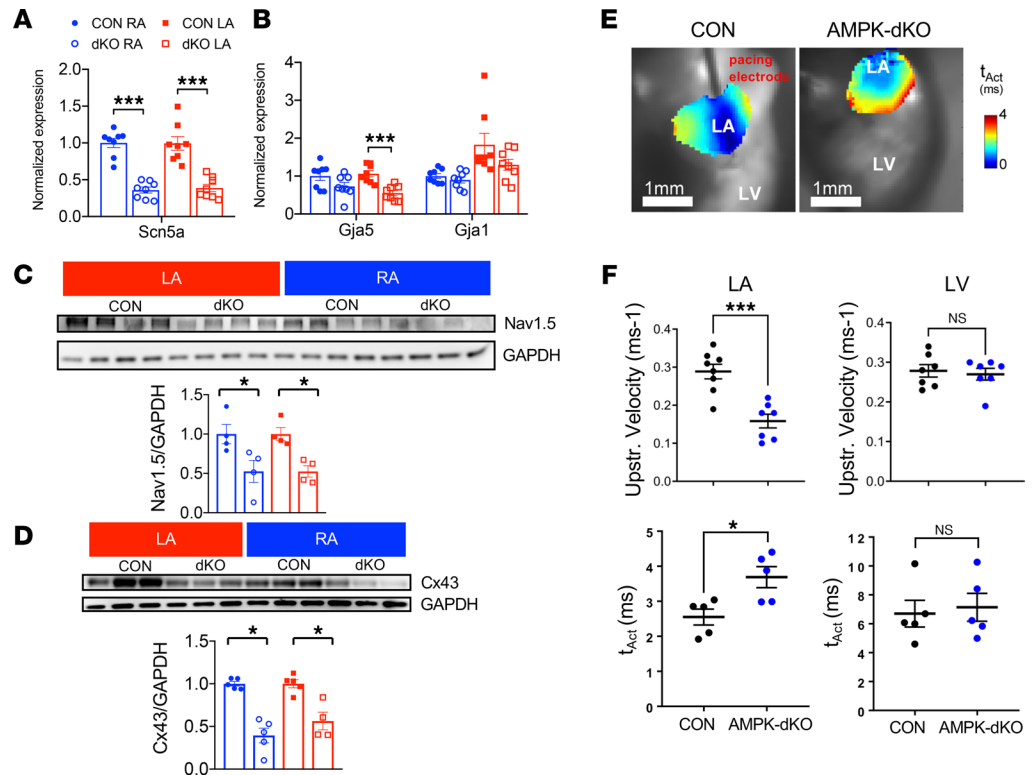 A
CON RA
CON LA
dKO RA
dKO LA
Normalized expression
2.0
1.5
1.0
0.5
0.0
***
***
Scn5a
B
Normalized expression
6
4
2
0
***
Gja5
Gja1
C
LA
RA
CON
dKO
CON
dKO
Nav1.5
GAPDH
Nav1.5/GAPDH
2.0
1.5
1.0
0.5
0.0
*
*
D
LA
RA
CON
dKO
CON
dKO
Cx43
GAPDH
Cx43/GAPDH
1.5
1.0
0.5
0.0
*
*
E
CON
AMPK-dKO
pacing
electrode
LA
LV
1mm
LA
LV
1mm
tAct
(ms)
4
0
F
LA
LV
Upstr. Velocity (ms-1)
0.4
0.3
0.2
0.1
***
Upstr. Velocity (ms-1)
0.4
0.3
0.2
0.1
NS
tAct (ms)
5
4
3
2
1
0
*
CON
AMPK-dKO
tAct (ms)
12
10
8
6
4
2
0
NS
CON
AMPK-dKO